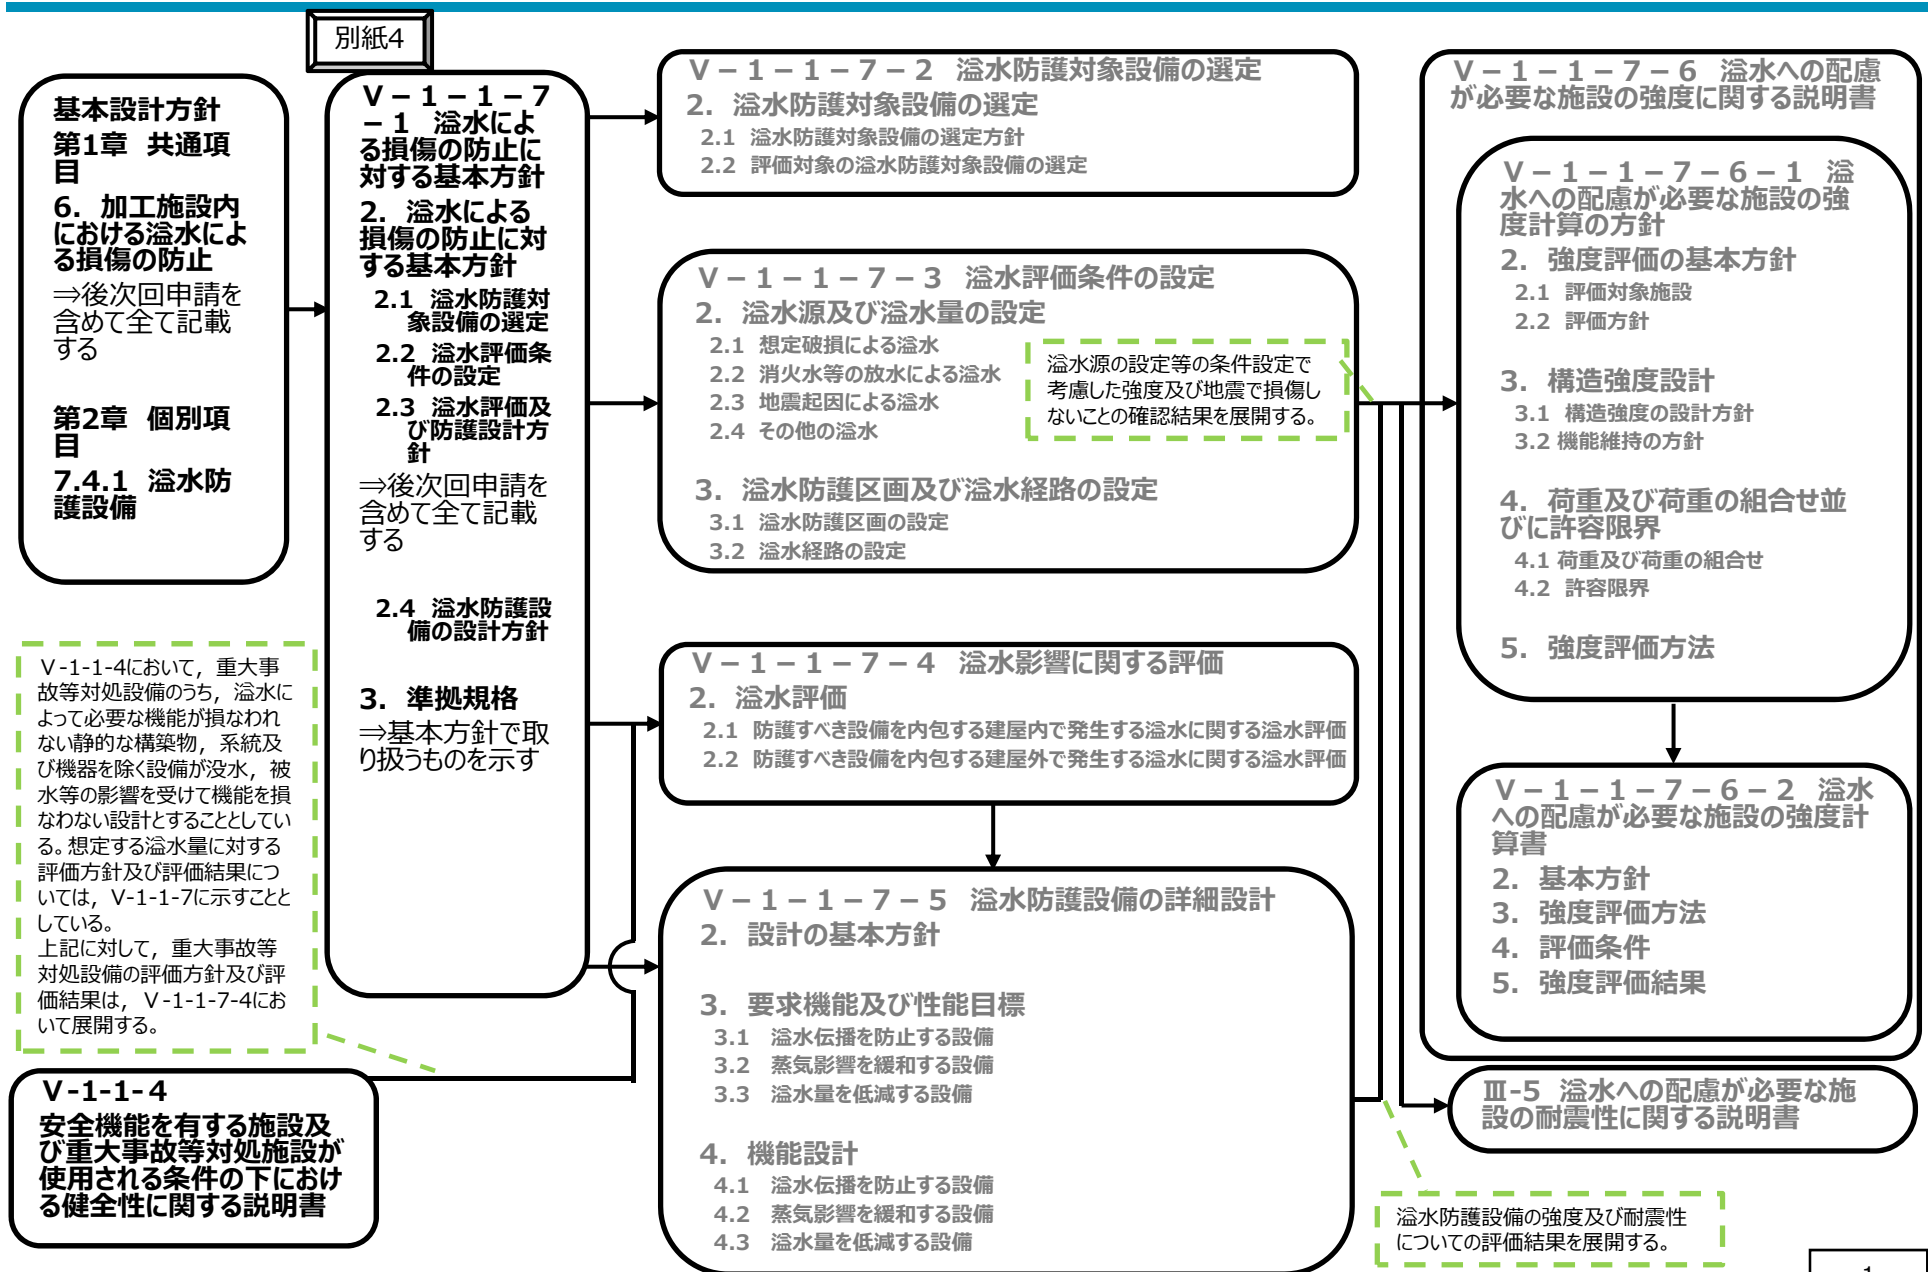 別紙4
基本設計方針
第1章 共通項
目
6. 加工施設内
における溢水によ
る損傷の防止
⇒後次回申請を
含めて全て記載
する
第2章 個別項
目
7.4.1 溢水防
護設備
Ⅴ－１－１－７
－１ 溢水によ
る損傷の防止に
対する基本方針
2. 溢水による
損傷の防止に対
する基本方針
2.1 溢水防護対
象設備の選定
2.2 溢水評価条
件の設定
2.3 溢水評価及
び防護設計方
針
⇒後次回申請を
含めて全て記載
する
2.4 溢水防護設
備の設計方針
3. 準拠規格
⇒基本方針で取
り扱うものを示す
Ⅴ-1-1-4において，重大事
故等対処設備のうち，溢水に
よって必要な機能が損なわれ
ない静的な構築物，系統及
び機器を除く設備が没水，被
水等の影響を受けて機能を損
なわない設計とすることとしてい
る。想定する溢水量に対する
評価方針及び評価結果につ
いては，Ⅴ-1-1-7に示すことと
している。
上記に対して，重大事故等
対処設備の評価方針及び評
価結果は，Ⅴ-1-1-7-4にお
いて展開する。
Ⅴ-1-1-４
安全機能を有する施設及
び重大事故等対処施設が
使用される条件の下におけ
る健全性に関する説明書
Ⅴ－１－１－７－２ 溢水防護対象設備の選定
2. 溢水防護対象設備の選定
2.1 溢水防護対象設備の選定方針
2.2 評価対象の溢水防護対象設備の選定
Ⅴ－１－１－７－３ 溢水評価条件の設定
2. 溢水源及び溢水量の設定
2.1 想定破損による溢水
2.2 消火水等の放水による溢水
2.3 地震起因による溢水
2.4 その他の溢水
溢水源の設定等の条件設定で
考慮した強度及び地震で損傷し
ないことの確認結果を展開する。
3. 溢水防護区画及び溢水経路の設定
3.1 溢水防護区画の設定
3.2 溢水経路の設定
Ⅴ－１－１－７－４ 溢水影響に関する評価
2. 溢水評価
2.1 防護すべき設備を内包する建屋内で発生する溢水に関する溢水評価
2.2 防護すべき設備を内包する建屋外で発生する溢水に関する溢水評価
Ⅴ－１－１－７－５ 溢水防護設備の詳細設計
2. 設計の基本方針
3. 要求機能及び性能目標
3.1 溢水伝播を防止する設備
3.2 蒸気影響を緩和する設備
3.3 溢水量を低減する設備
4. 機能設計
4.1 溢水伝播を防止する設備
4.2 蒸気影響を緩和する設備
4.3 溢水量を低減する設備
Ⅴ－１－１－７－６ 溢水への配慮
が必要な施設の強度に関する説明書
Ⅴ－１－１－７－６－１ 溢
水への配慮が必要な施設の強
度計算の方針
2. 強度評価の基本方針
2.1 評価対象施設
2.2 評価方針
3. 構造強度設計
3.1 構造強度の設計方針
3.2 機能維持の方針
4. 荷重及び荷重の組合せ並
びに許容限界
4.1 荷重及び荷重の組合せ
4.2 許容限界
5. 強度評価方法
Ⅴ－１－１－７－６－２ 溢水
への配慮が必要な施設の強度計
算書
2. 基本方針
3. 強度評価方法
4. 評価条件
5. 強度評価結果
Ⅲ-5 溢水への配慮が必要な施
設の耐震性に関する説明書
溢水防護設備の強度及び耐震性
についての評価結果を展開する。
1